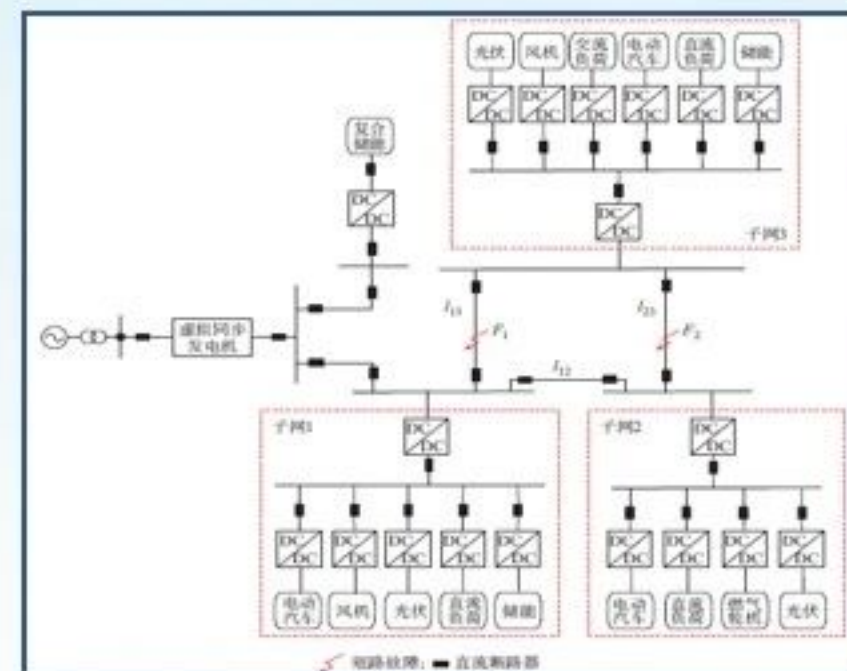 光伏 风机 交流负荷 电动汽车 直流负荷 储能
DC/DC DC/DC DC/DC DC/DC DC/DC DC/DC
复合储能
DC/DC
DC/DC
子网3
虚拟同步发电机
I13
F1
I23
F2
I12
子网1
DC/DC
子网2
DC/DC
DC/DC DC/DC DC/DC DC/DC DC/DC
DC/DC DC/DC DC/DC DC/DC
电动汽车 风机 光伏 直流负荷 储能
电动汽车 直流负荷 燃气轮机 光伏
短路故障; 直流断路器